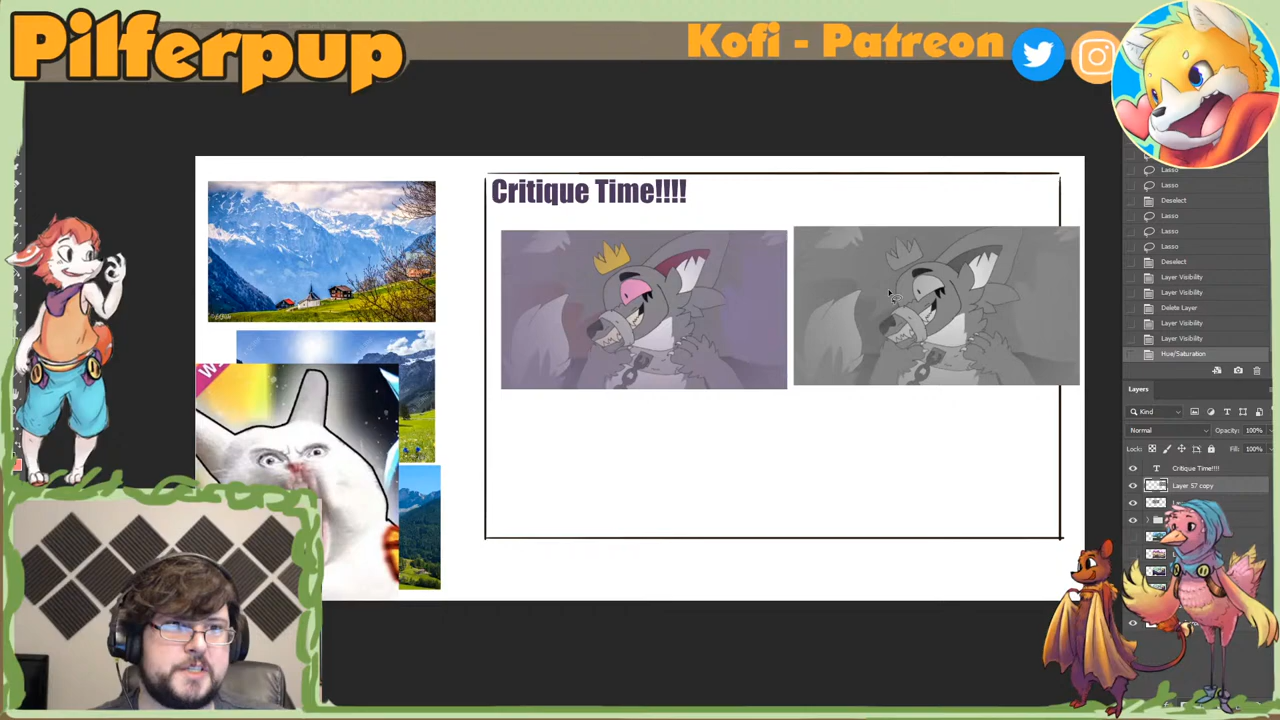 Pilferpup
Kofi - Patreon
Critique Time!!!!
Lasso
Lasso
Deselect
Lasso
Lasso
Lasso
Deselect
Layer Visibility
Layer Visibility
Delete Layer
Layer Visibility
Layer Visibility
Hue/Saturation
Layers
Kind
Normal
Opacity: 100%
Lock:
Fill: 100%
Critique Time!!!!
Layer 57 copy